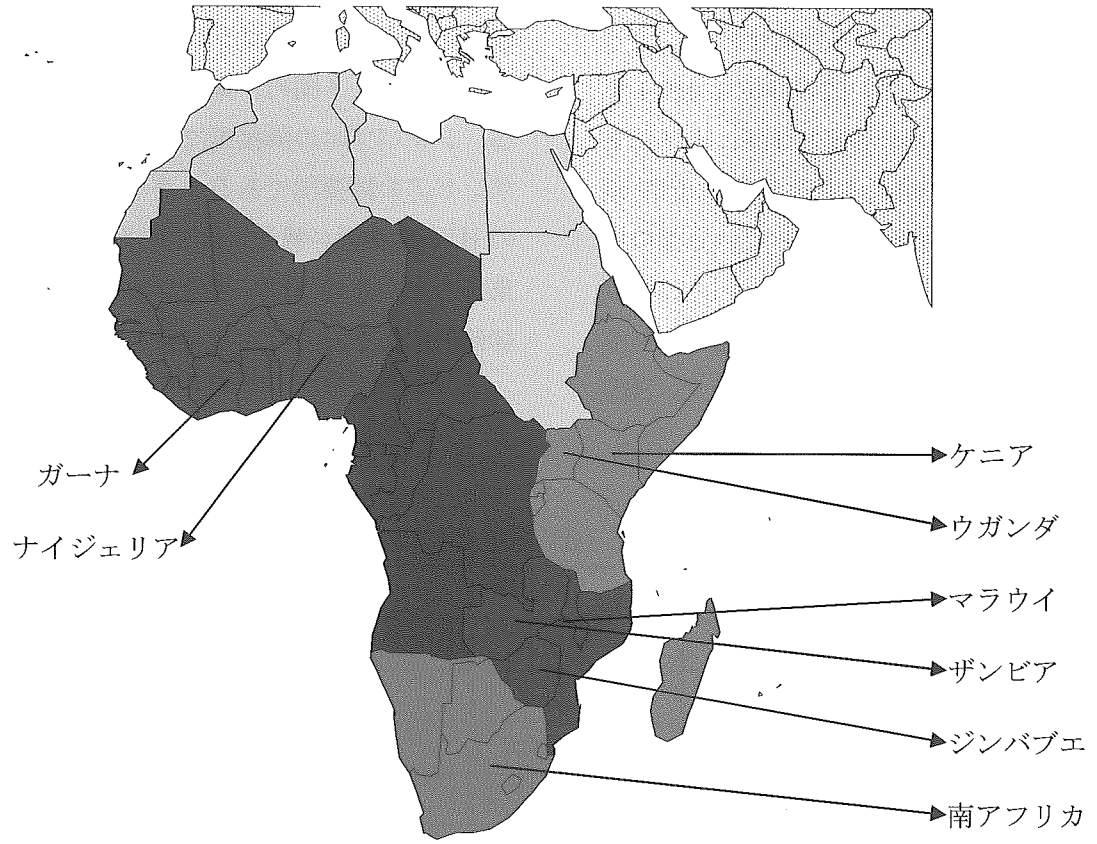 ガーナ
ナイジェリア
ケニア
ウガンダ
マラウイ
ザンビア
ジンバブエ
南アフリカ